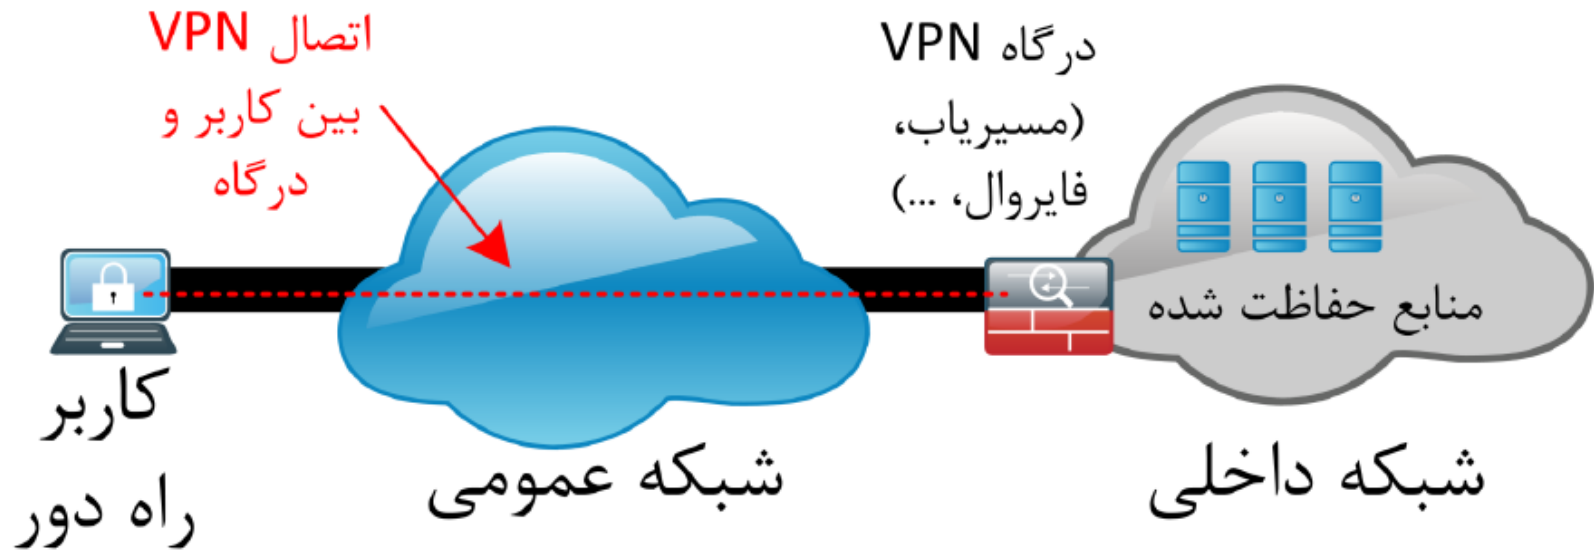 اتصال VPN
بین کاربر و
درگاه
درگاه VPN
(مسیریاب،
فایروال، ...)
منابع حفاظت شده
کاربر
راه دور
شبکه عمومی
شبکه داخلی